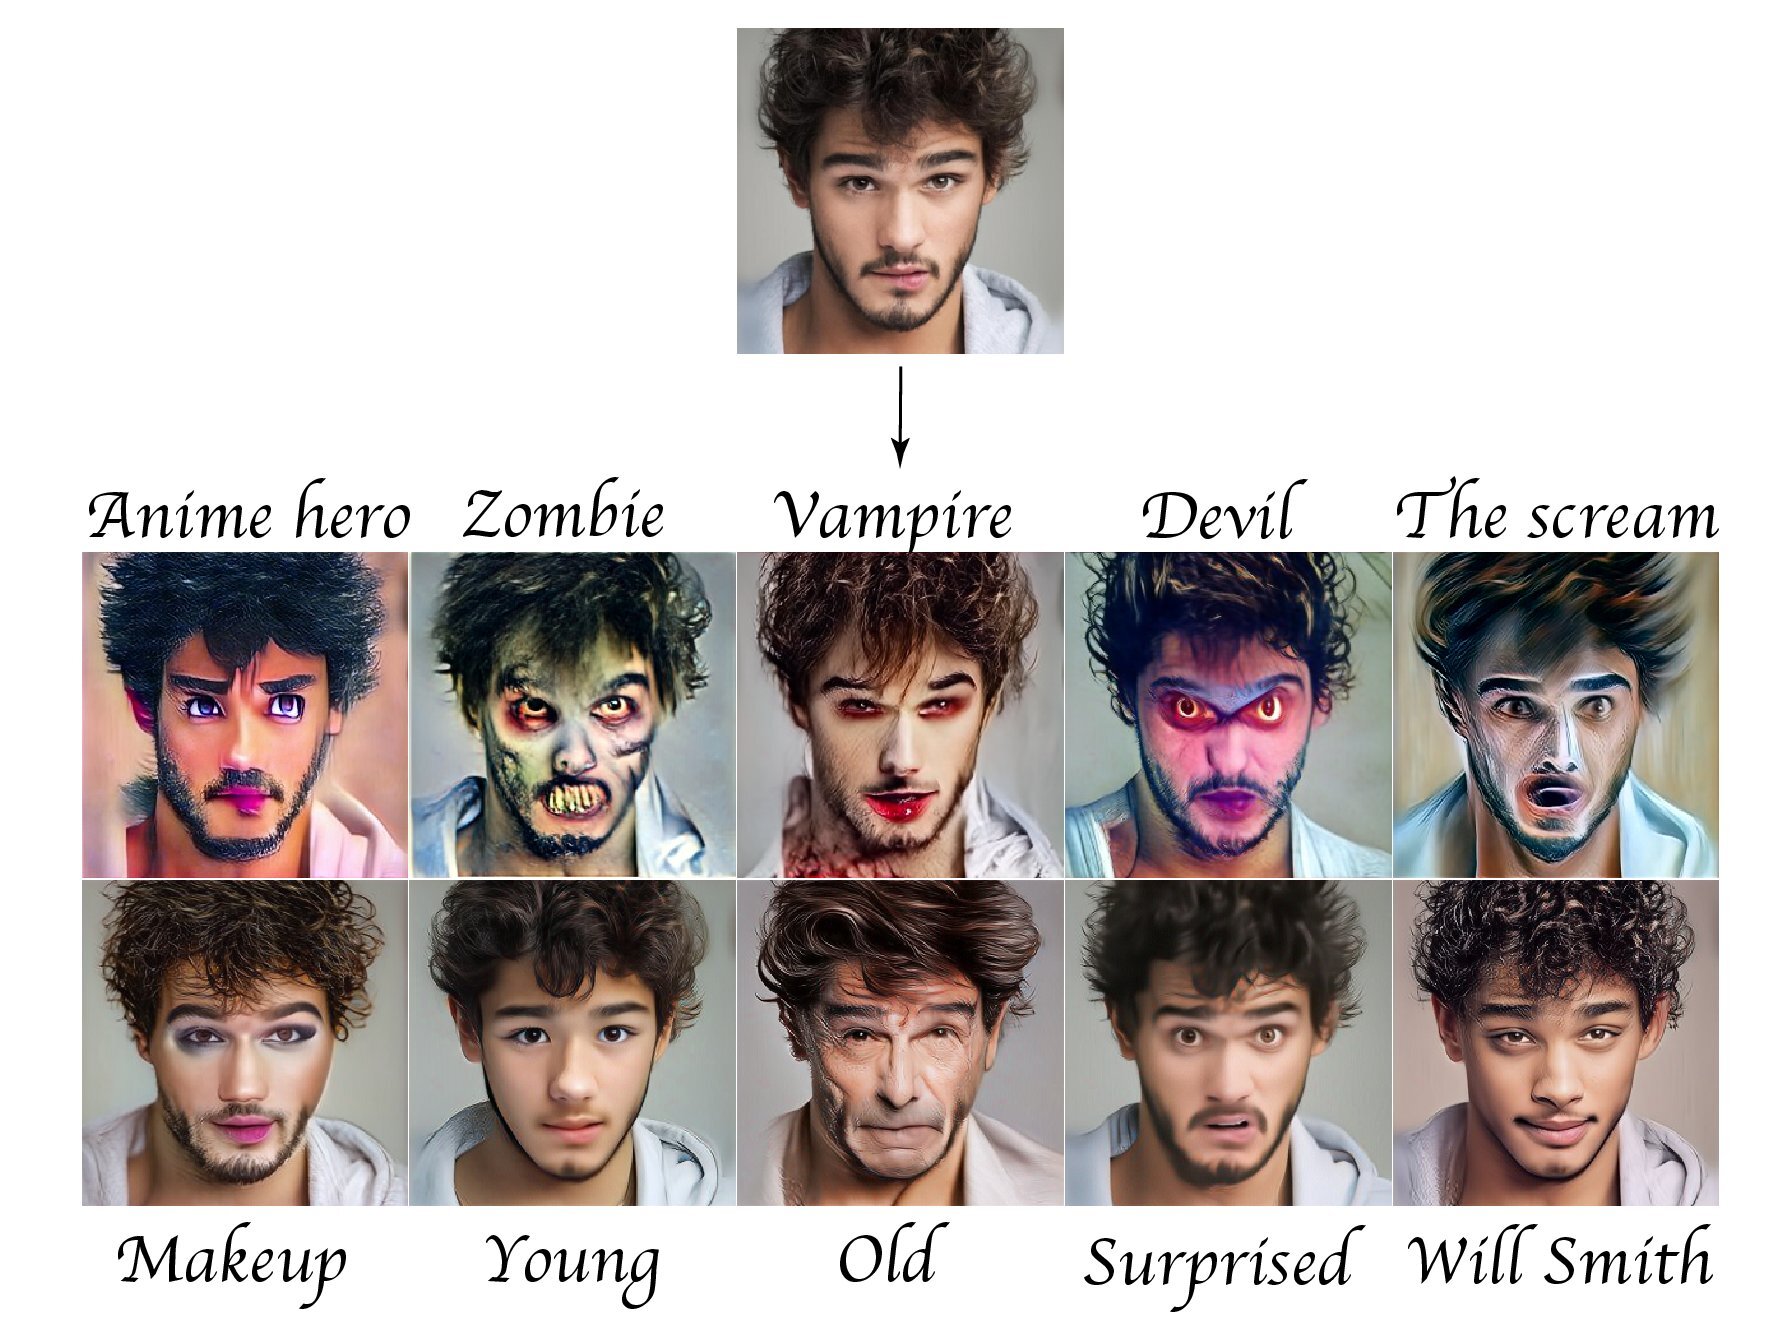 Anime hero Zombie Vampire Devil The scream
Makeup Young Old Surprised Will Smith